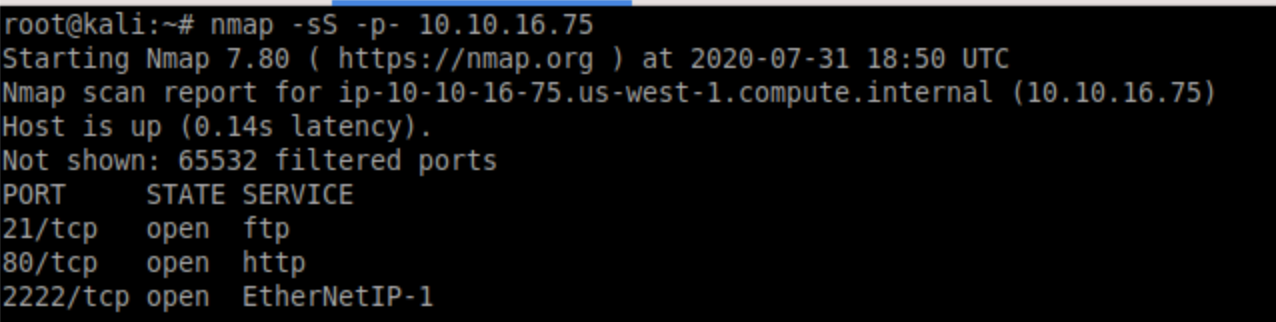 root@kali:~# nmap -sS -p- 10.10.16.75
Starting Nmap 7.80 ( https://nmap.org ) at 2020-07-31 18:50 UTC
Nmap scan report for ip-10-10-16-75.us-west-1.compute.internal (10.10.16.75)
Host is up (0.14s latency).
Not shown: 65532 filtered ports
PORT     STATE SERVICE
21/tcp   open  ftp
80/tcp   open  http
2222/tcp open  EtherNetIP-1